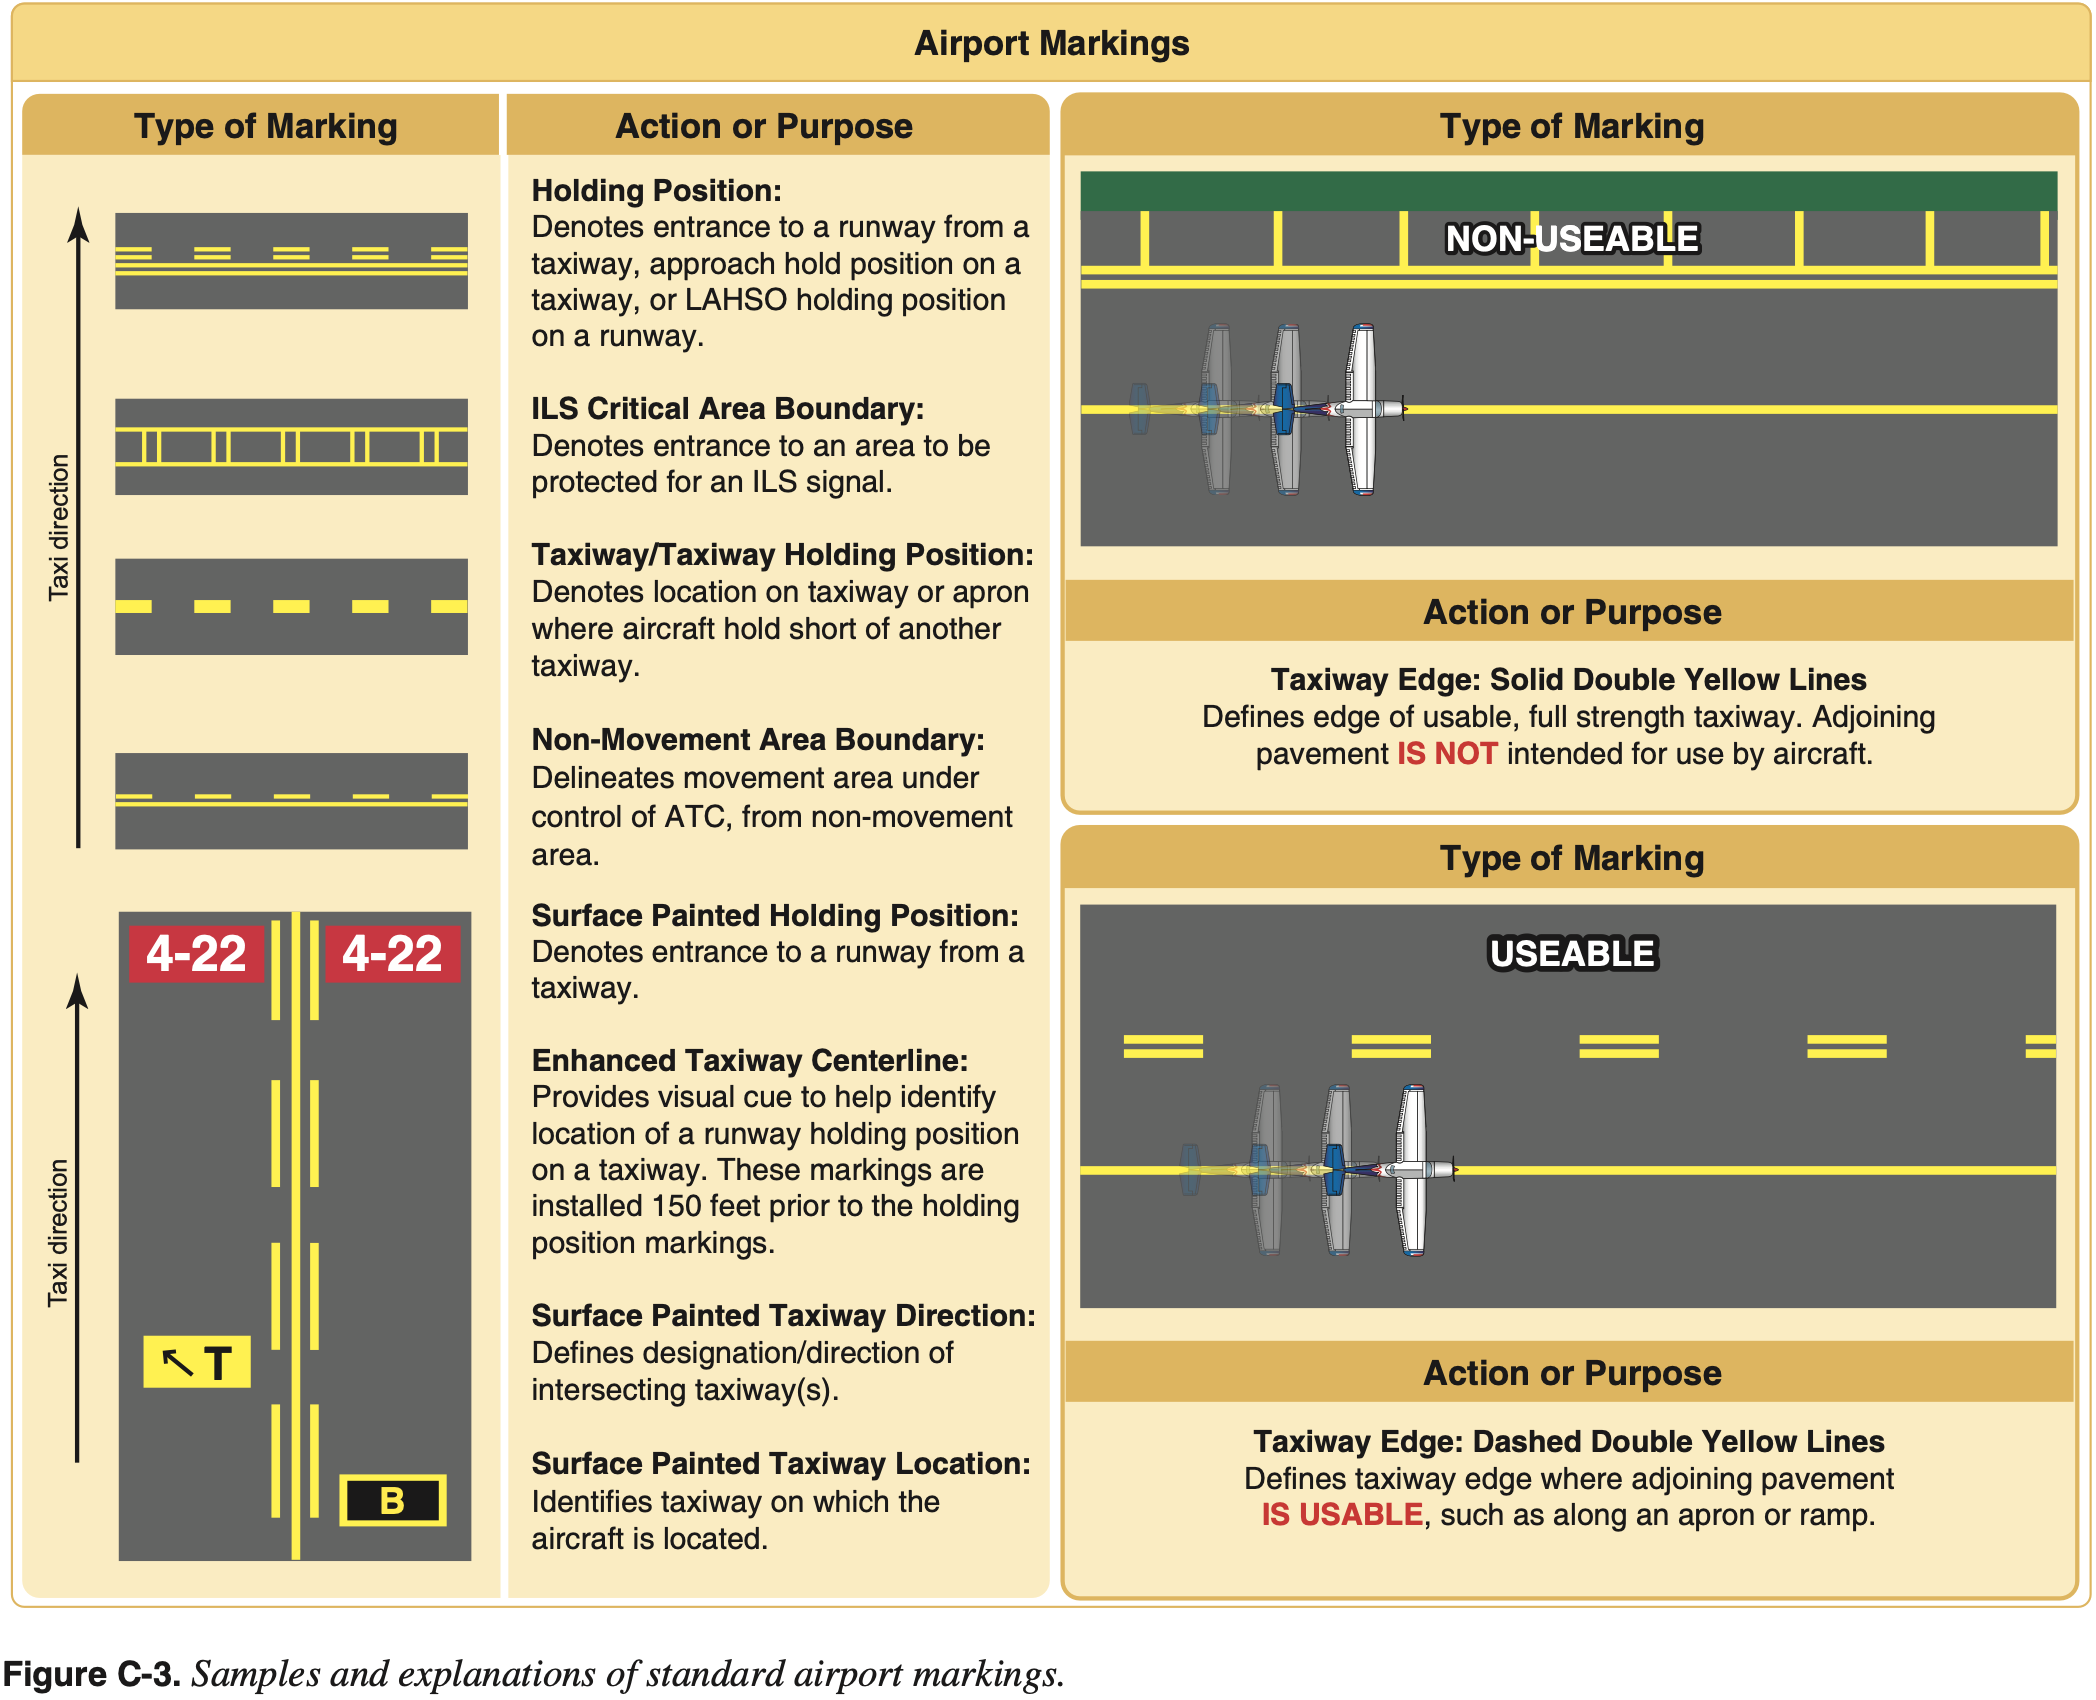 Airport Markings
Type of Marking
Taxi direction
4-22
4-22
Taxi direction
↖ T
B
Action or Purpose
Holding Position:
Denotes entrance to a runway from a
taxiway, approach hold position on a
taxiway, or LAHSO holding position
on a runway.
ILS Critical Area Boundary:
Denotes entrance to an area to be
protected for an ILS signal.
Taxiway/Taxiway Holding Position:
Denotes location on taxiway or apron
where aircraft hold short of another
taxiway.
Non-Movement Area Boundary:
Delineates movement area under
control of ATC, from non-movement
area.
Surface Painted Holding Position:
Denotes entrance to a runway from a
taxiway.
Enhanced Taxiway Centerline:
Provides visual cue to help identify
location of a runway holding position
on a taxiway. These markings are
installed 150 feet prior to the holding
position markings.
Surface Painted Taxiway Direction:
Defines designation/direction of
intersecting taxiway(s).
Surface Painted Taxiway Location:
Identifies taxiway on which the
aircraft is located.
Type of Marking
NON-USEABLE
Action or Purpose
Taxiway Edge: Solid Double Yellow Lines
Defines edge of usable, full strength taxiway. Adjoining
pavement IS NOT intended for use by aircraft.
Type of Marking
USEABLE
Action or Purpose
Taxiway Edge: Dashed Double Yellow Lines
Defines taxiway edge where adjoining pavement
IS USABLE, such as along an apron or ramp.
Figure C-3. Samples and explanations of standard airport markings.